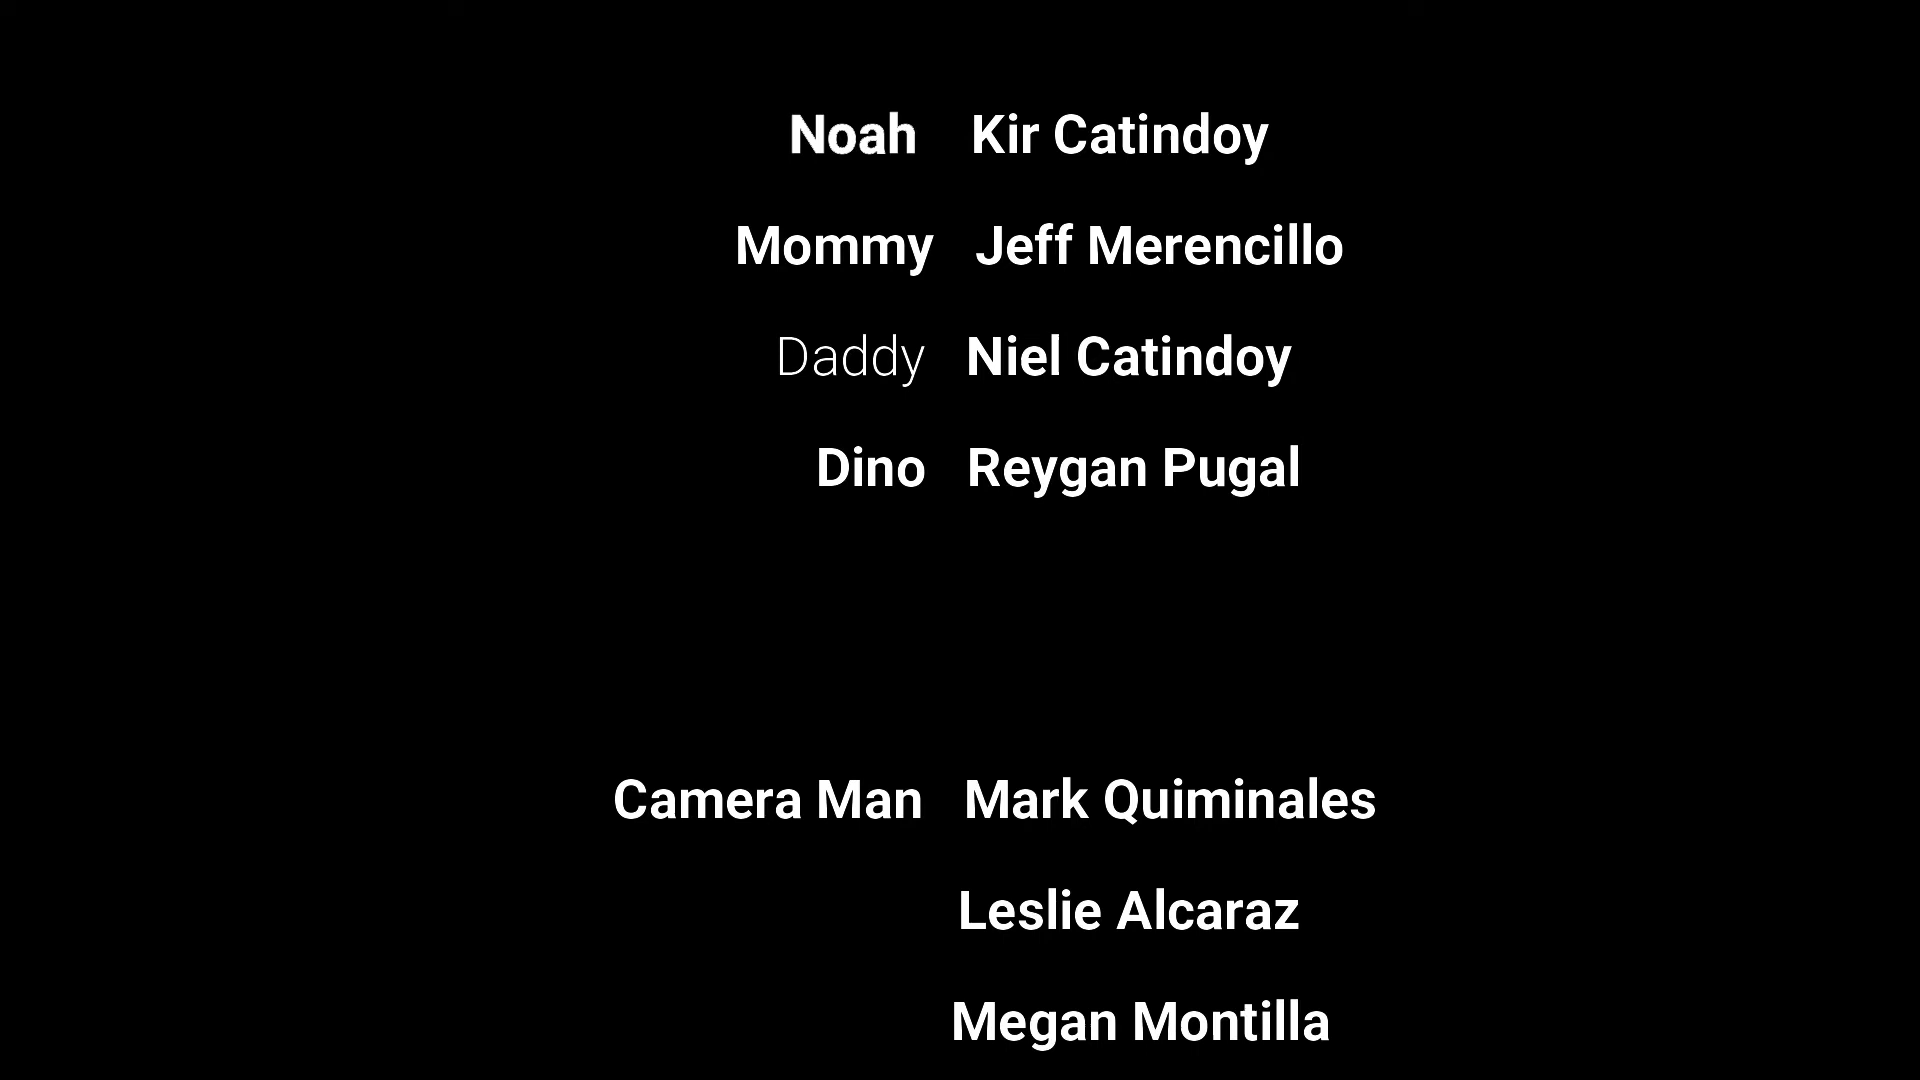 Noah Kir Catindoy
Mommy Jeff Merencillo
Daddy Niel Catindoy
Dino Reygan Pugal
Camera Man Mark Quiminales
Leslie Alcaraz
Megan Montilla